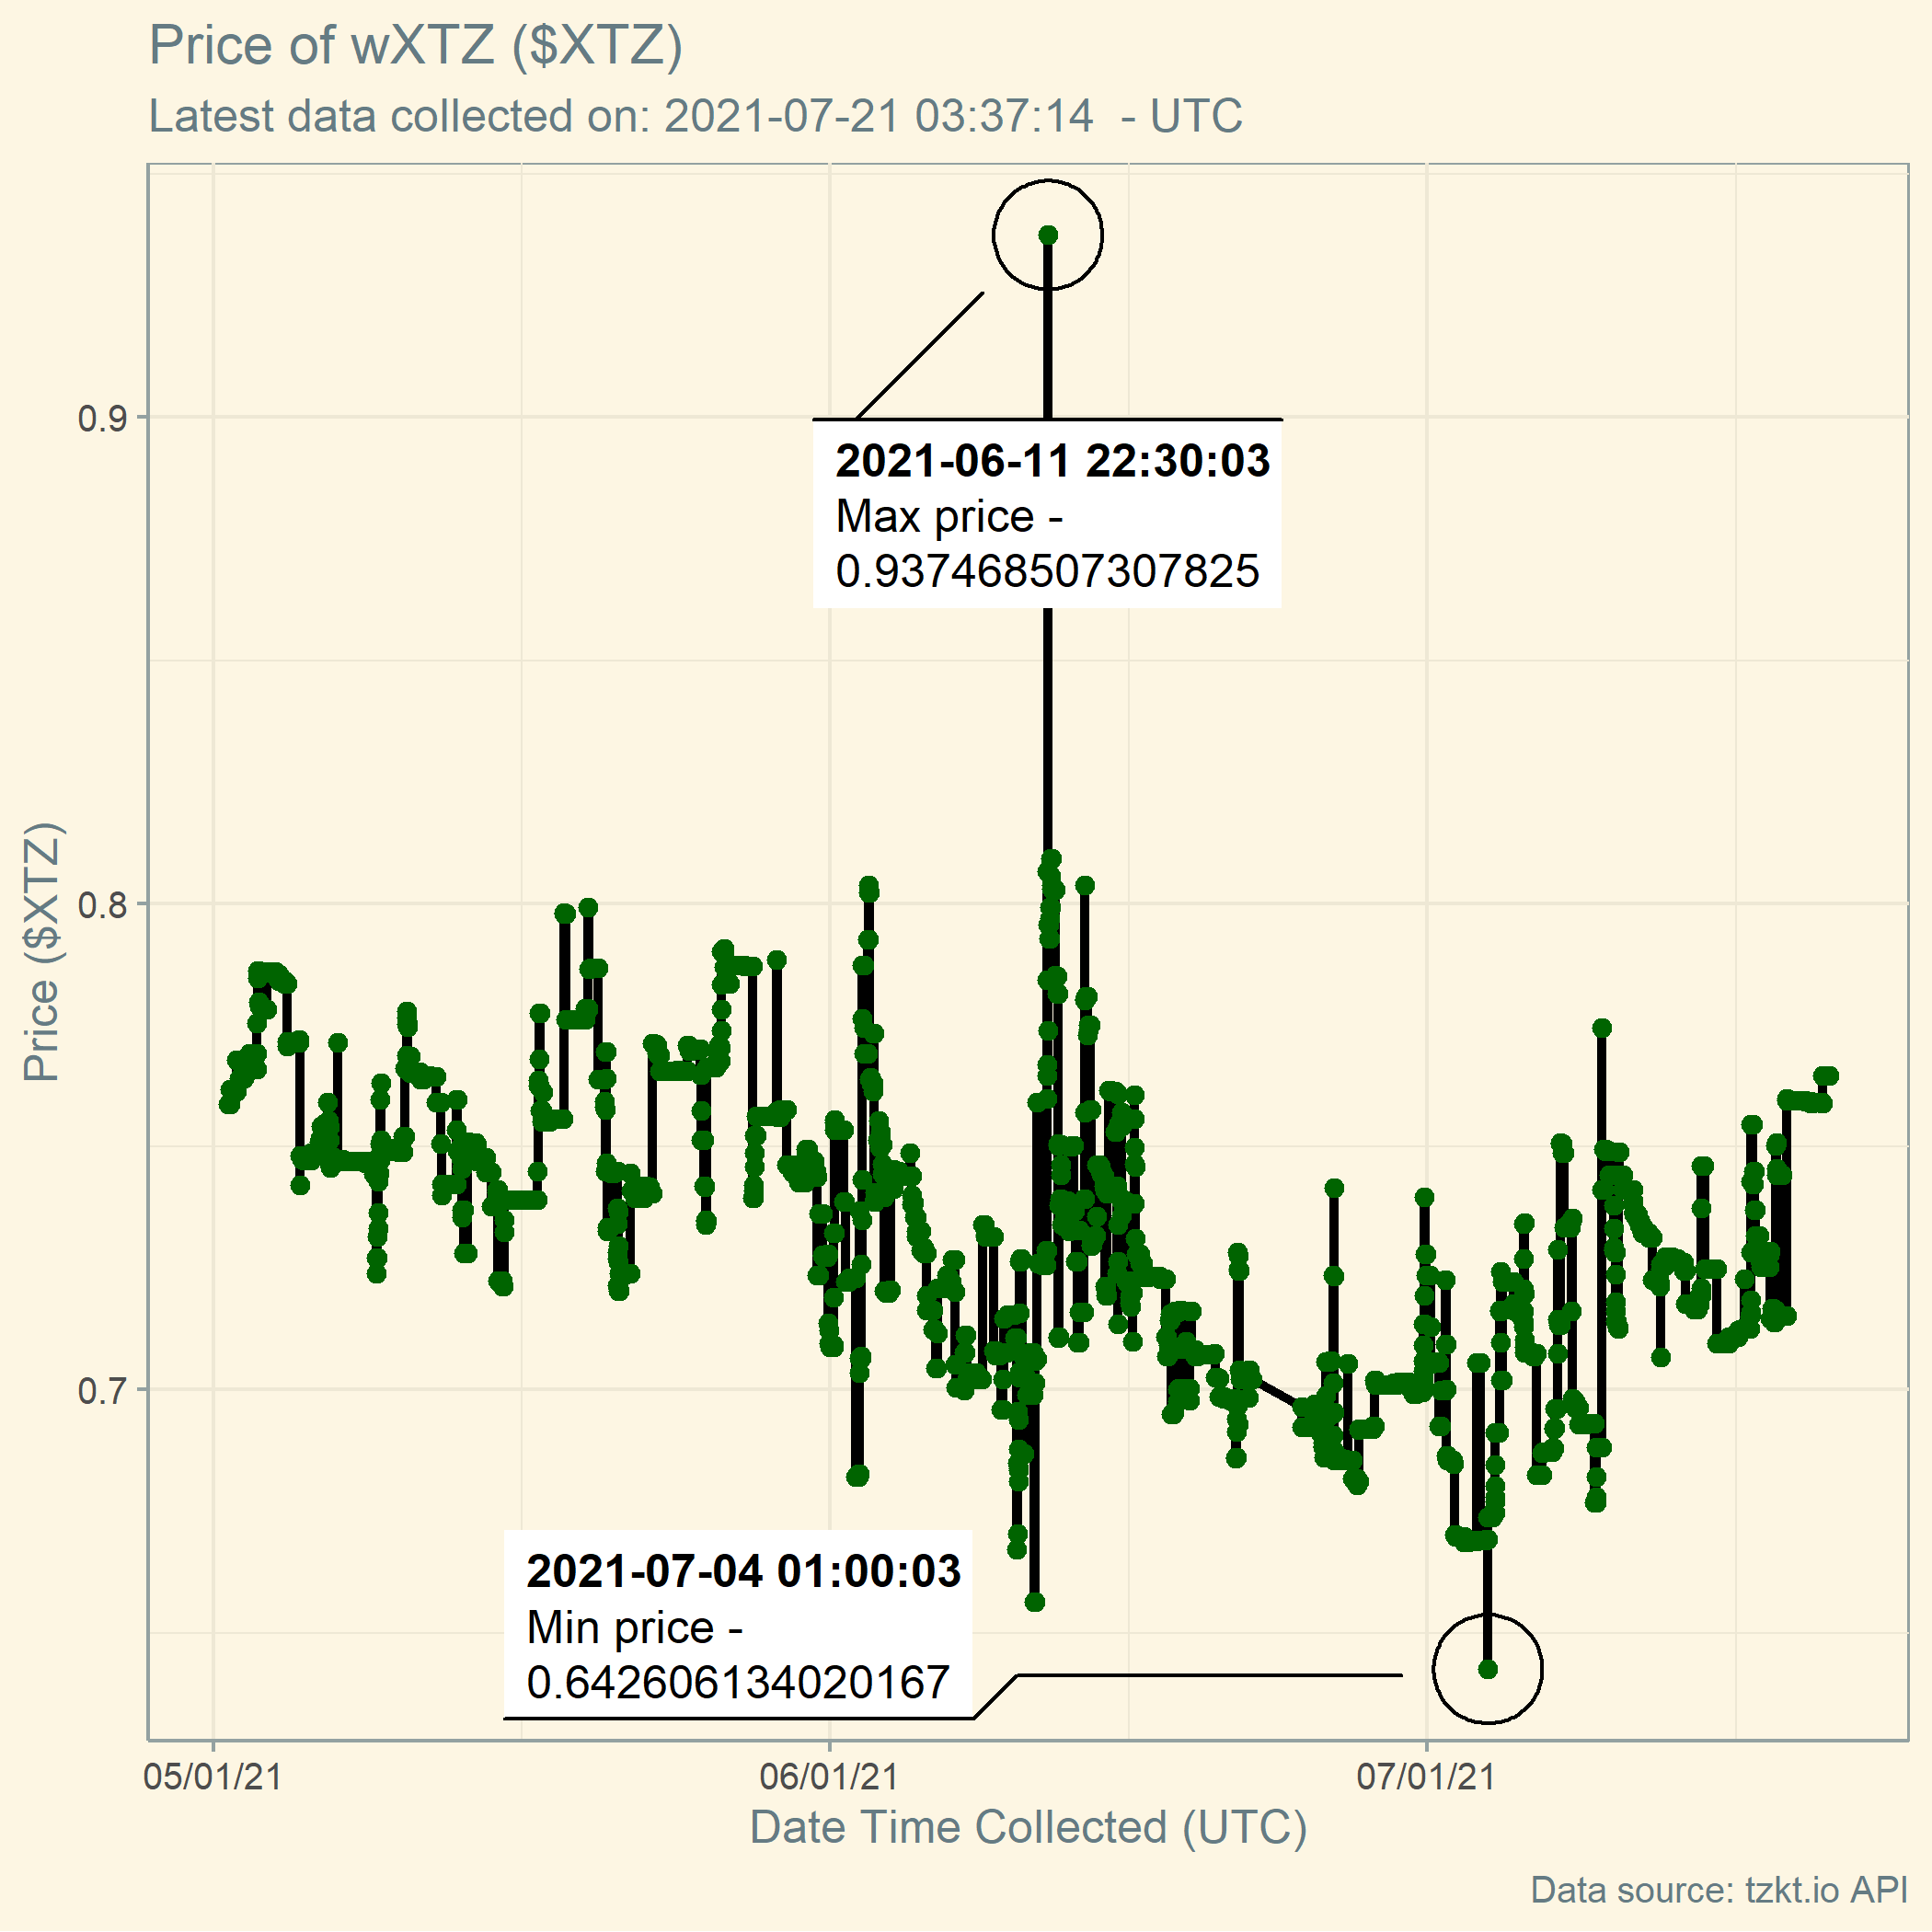 Price of wXTZ ($XTZ)
Latest data collected on: 2021-07-21 03:37:14  - UTC
Price ($XTZ)
0.9
0.8
0.7
2021-06-11 22:30:03
Max price -
0.937468507307825
2021-07-04 01:00:03
Min price -
0.642606134020167
05/01/21
06/01/21
07/01/21
Date Time Collected (UTC)
Data source: tzkt.io API